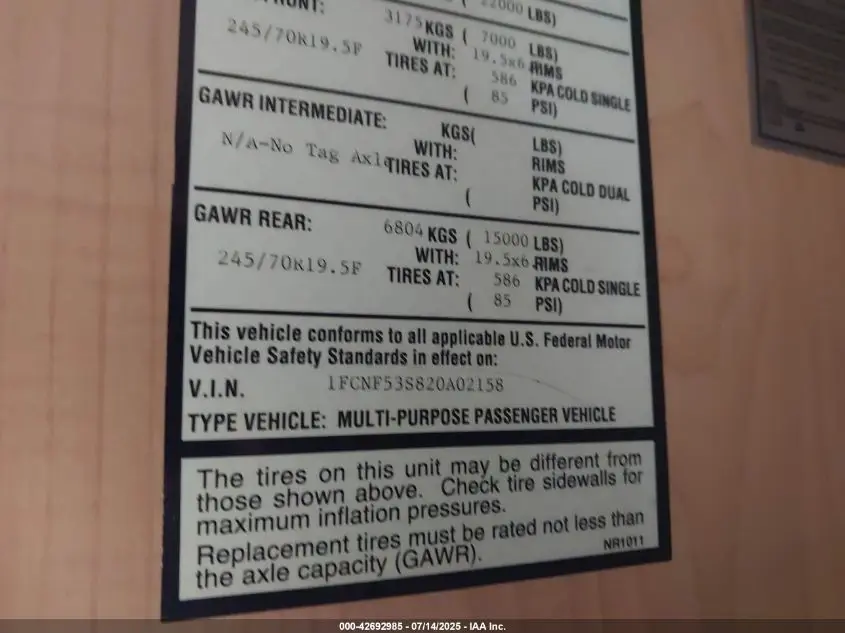 22000 LBS)
3175 KGS ( 7000 LBS)
245/70R19.5F WITH: 19.5x6. RIMS
TIRES AT: 586 KPA COLD SINGLE
( 85 PSI)
GAWR INTERMEDIATE: KGS( LBS)
N/A-No Tag Axle WITH: RIMS
TIRES AT: KPA COLD DUAL
( PSI)
GAWR REAR: 6804 KGS ( 15000 LBS)
245/70R19.5F WITH: 19.5x6. RIMS
TIRES AT: 586 KPA COLD SINGLE
( 85 PSI)
This vehicle conforms to all applicable U.S. Federal Motor
Vehicle Safety Standards in effect on:
V.I.N. 1FCNF53S820A02158
TYPE VEHICLE: MULTI-PURPOSE PASSENGER VEHICLE
The tires on this unit may be different from
those shown above. Check tire sidewalls for
maximum inflation pressures.
Replacement tires must be rated not less than
the axle capacity (GAWR). NR1011
000-42692985 - 07/14/2025 - IAA Inc.